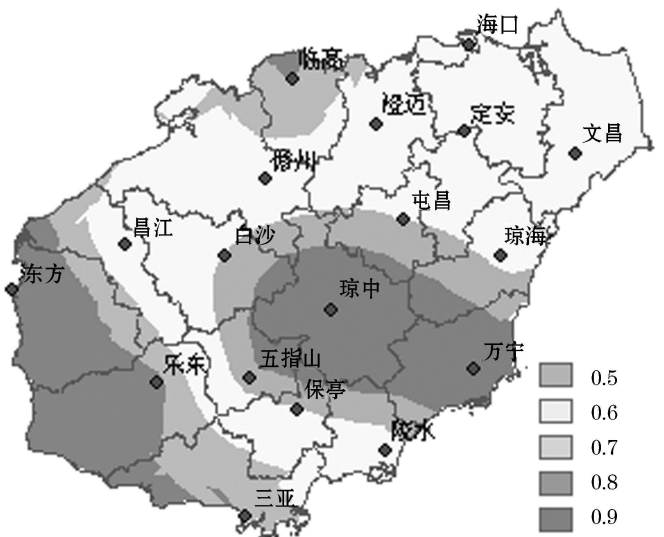 海口
临高
澄迈
定安
文昌
儋州
屯昌
昌江
白沙
琼海
东方
琼中
万宁
乐东
五指山
保亭
陵水
三亚
0.5
0.6
0.7
0.8
0.9